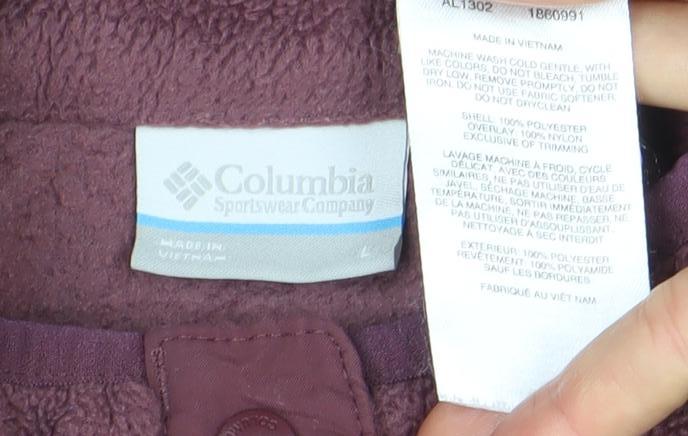 Columbia
Sportswear Company
MADE IN
VIETNAM
L
AL1302 1860991
MADE IN VIETNAM
MACHINE WASH COLD GENTLE, WITH
LIKE COLORS, DO NOT BLEACH, TUMBLE
DRY LOW, REMOVE PROMPTLY, DO NOT
IRON, DO NOT USE FABRIC SOFTENER,
DO NOT DRYCLEAN
SHELL: 100% POLYESTER
OVERLAY: 100% NYLON
EXCLUSIVE OF TRIMMING
LAVAGE MACHINE À FROID, CYCLE
DÉLICAT, AVEC DES COULEURS
SIMILAIRES, NE PAS UTILISER D'EAU DE
JAVEL, SÉCHAGE MACHINE, BASSE
TEMPÉRATURE, SORTIR IMMÉDIATEMENT
DE LA MACHINE, NE PAS REPASSER, NE
PAS UTILISER D'ASSOUPLISSANT,
NETTOYAGE À SEC INTERDIT
EXTÉRIEUR: 100% POLYESTER
REVÊTEMENT: 100% POLYAMIDE
SAUF LES BORDURES
FABRIQUÉ AU VIÊT NAM